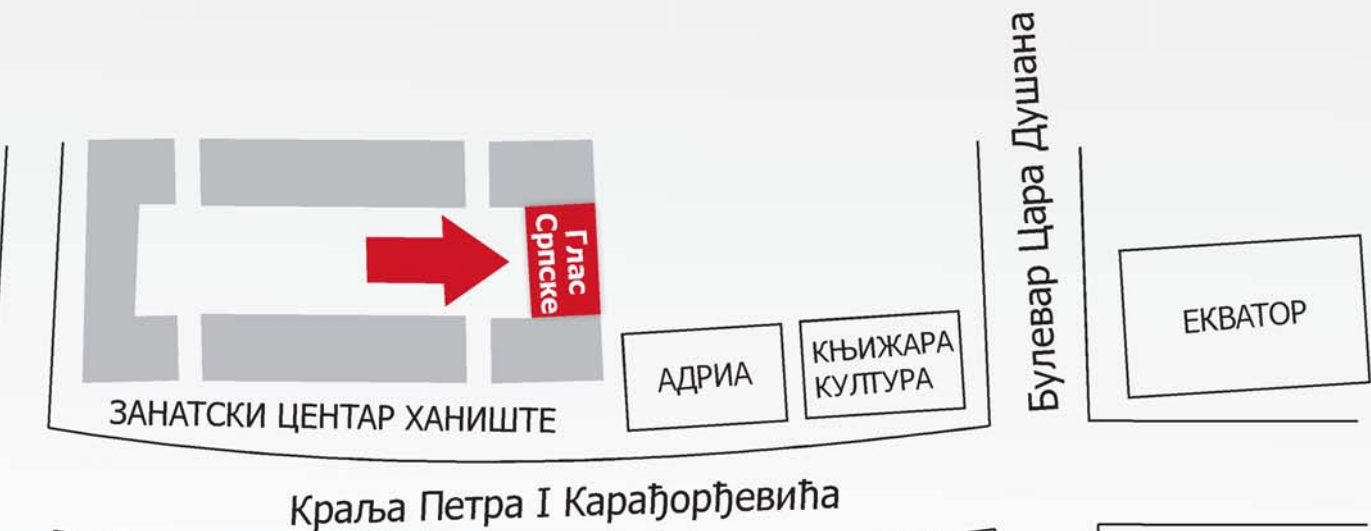 Булевар Цара Душана
Глас
Српске
ЕКВАТОР
КЊИЖАРА
КУЛТУРА
АДРИА
ЗАНАТСКИ ЦЕНТАР ХАНИШТЕ
Краља Петра I Карађорђевића